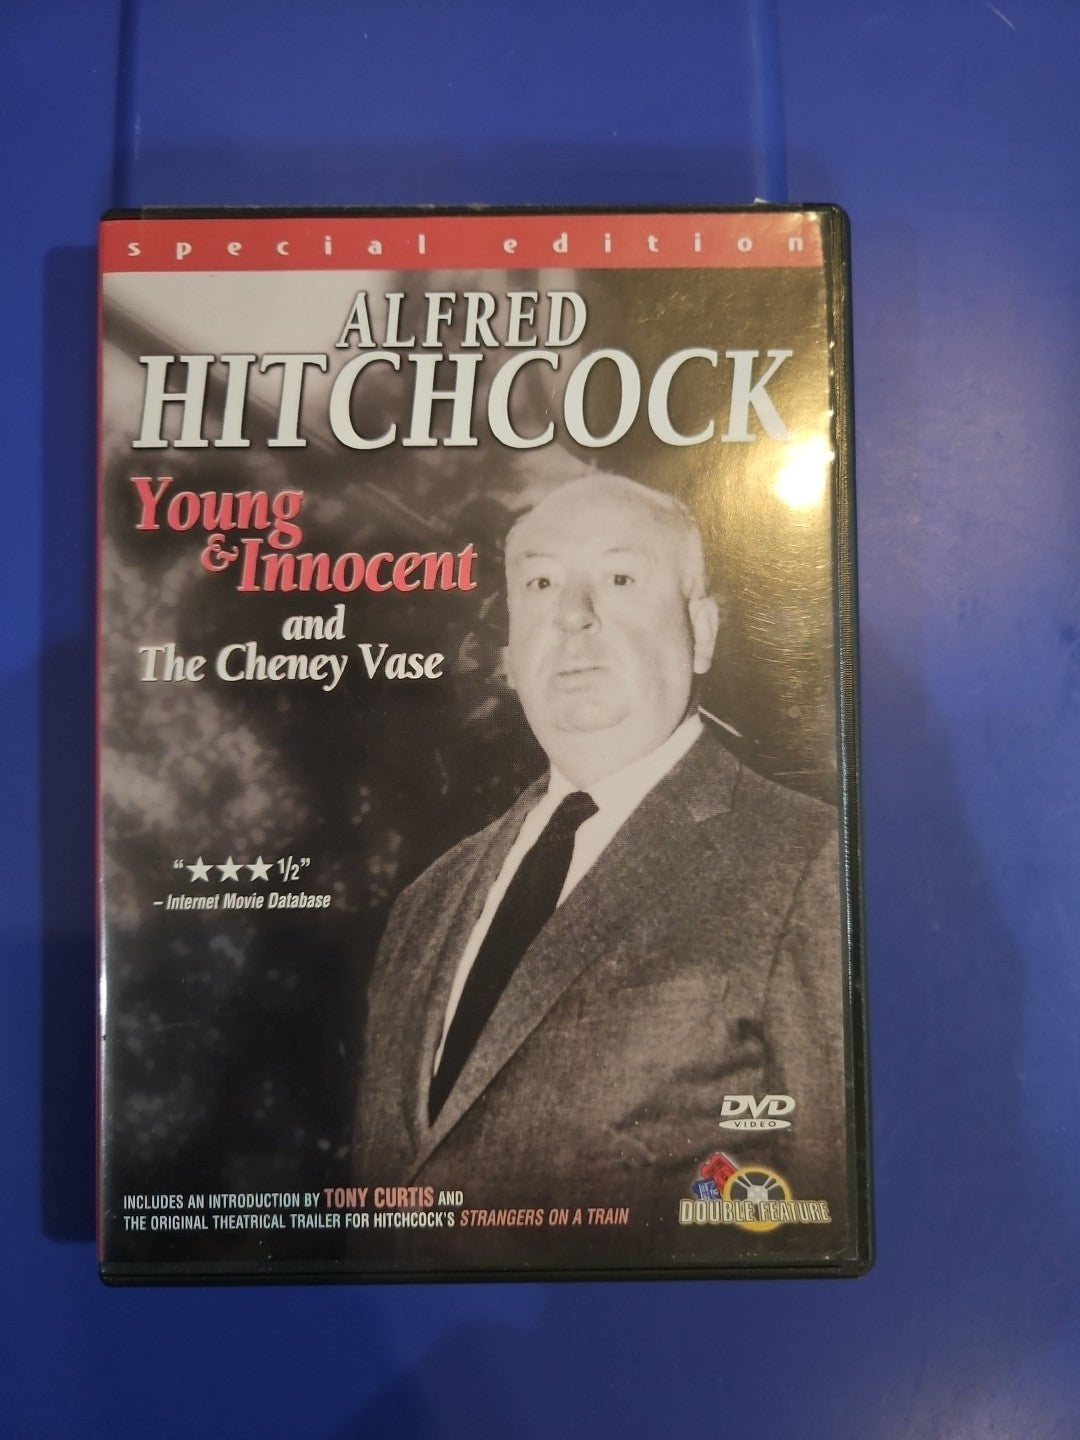 special edition
ALFRED
HITCHCOCK
Young
& Innocent
and
The Cheney Vase
"★★★ 1/2"
– Internet Movie Database
DVD
VIDEO
INCLUDES AN INTRODUCTION BY TONY CURTIS AND
THE ORIGINAL THEATRICAL TRAILER FOR HITCHCOCK'S STRANGERS ON A TRAIN
DOUBLE FEATURE